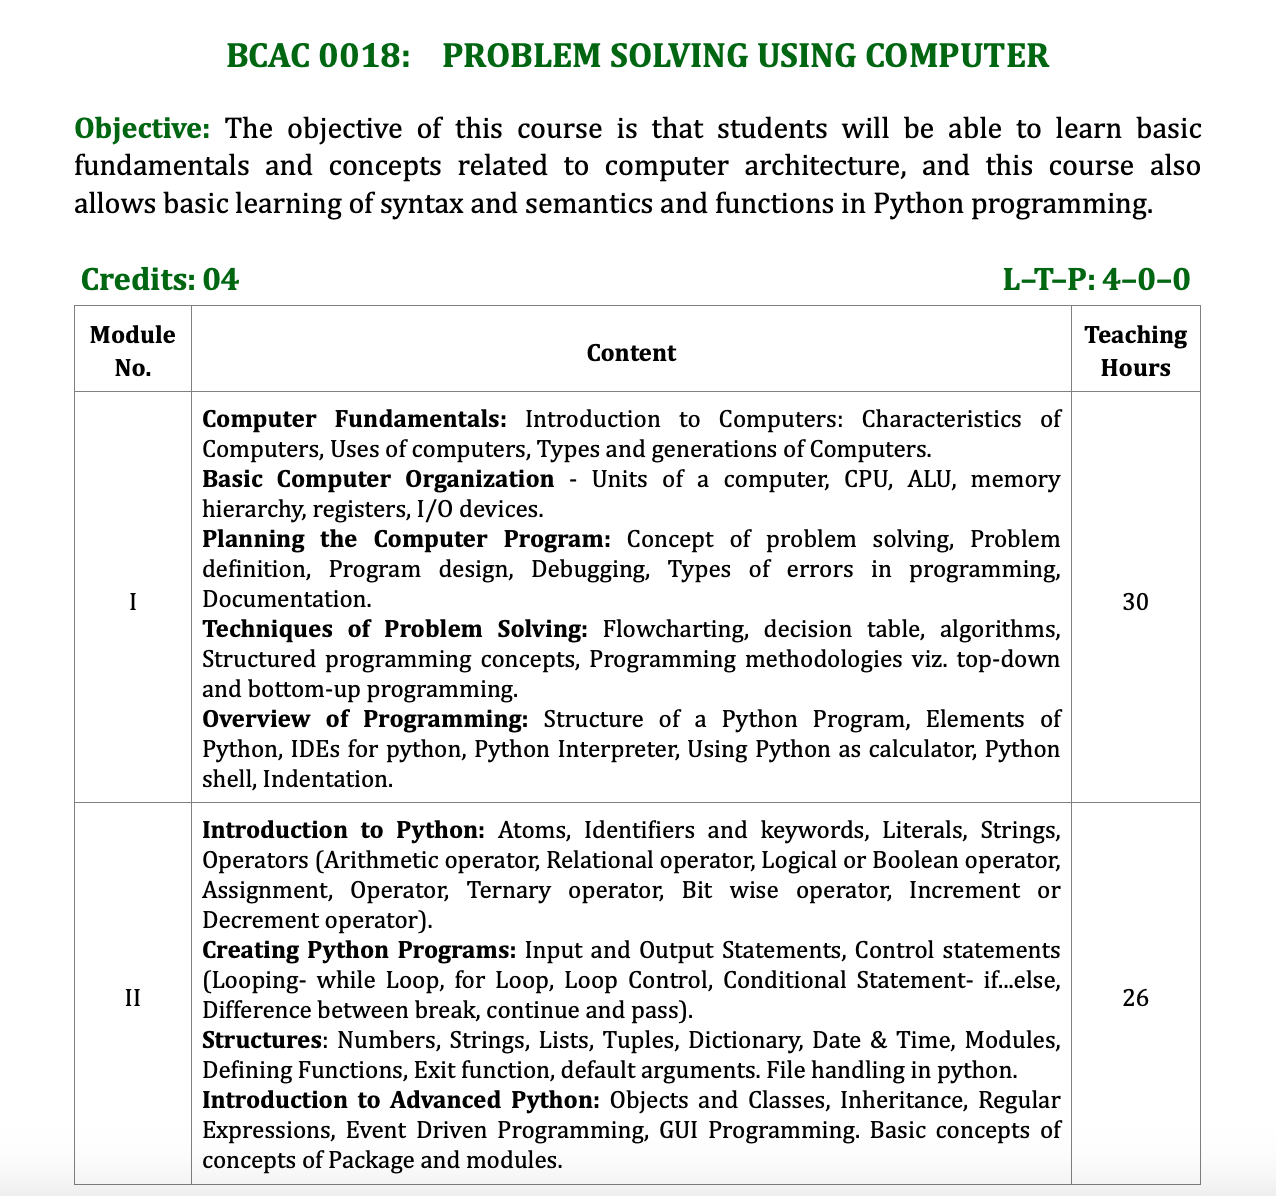 BCAC 0018: PROBLEM SOLVING USING COMPUTER
Objective: The objective of this course is that students will be able to learn basic
fundamentals and concepts related to computer architecture, and this course also
allows basic learning of syntax and semantics and functions in Python programming.
Credits: 04
L–T–P: 4–0–0
Module
No.
Content
Teaching
Hours
I
Computer Fundamentals: Introduction to Computers: Characteristics of
Computers, Uses of computers, Types and generations of Computers.
Basic Computer Organization - Units of a computer, CPU, ALU, memory
hierarchy, registers, I/O devices.
Planning the Computer Program: Concept of problem solving, Problem
definition, Program design, Debugging, Types of errors in programming,
Documentation.
Techniques of Problem Solving: Flowcharting, decision table, algorithms,
Structured programming concepts, Programming methodologies viz. top-down
and bottom-up programming.
Overview of Programming: Structure of a Python Program, Elements of
Python, IDEs for python, Python Interpreter, Using Python as calculator, Python
shell, Indentation.
30
II
Introduction to Python: Atoms, Identifiers and keywords, Literals, Strings,
Operators (Arithmetic operator, Relational operator, Logical or Boolean operator,
Assignment, Operator, Ternary operator, Bit wise operator, Increment or
Decrement operator).
Creating Python Programs: Input and Output Statements, Control statements
(Looping- while Loop, for Loop, Loop Control, Conditional Statement- if...else,
Difference between break, continue and pass).
Structures: Numbers, Strings, Lists, Tuples, Dictionary, Date & Time, Modules,
Defining Functions, Exit function, default arguments. File handling in python.
Introduction to Advanced Python: Objects and Classes, Inheritance, Regular
Expressions, Event Driven Programming, GUI Programming. Basic concepts of
concepts of Package and modules.
26